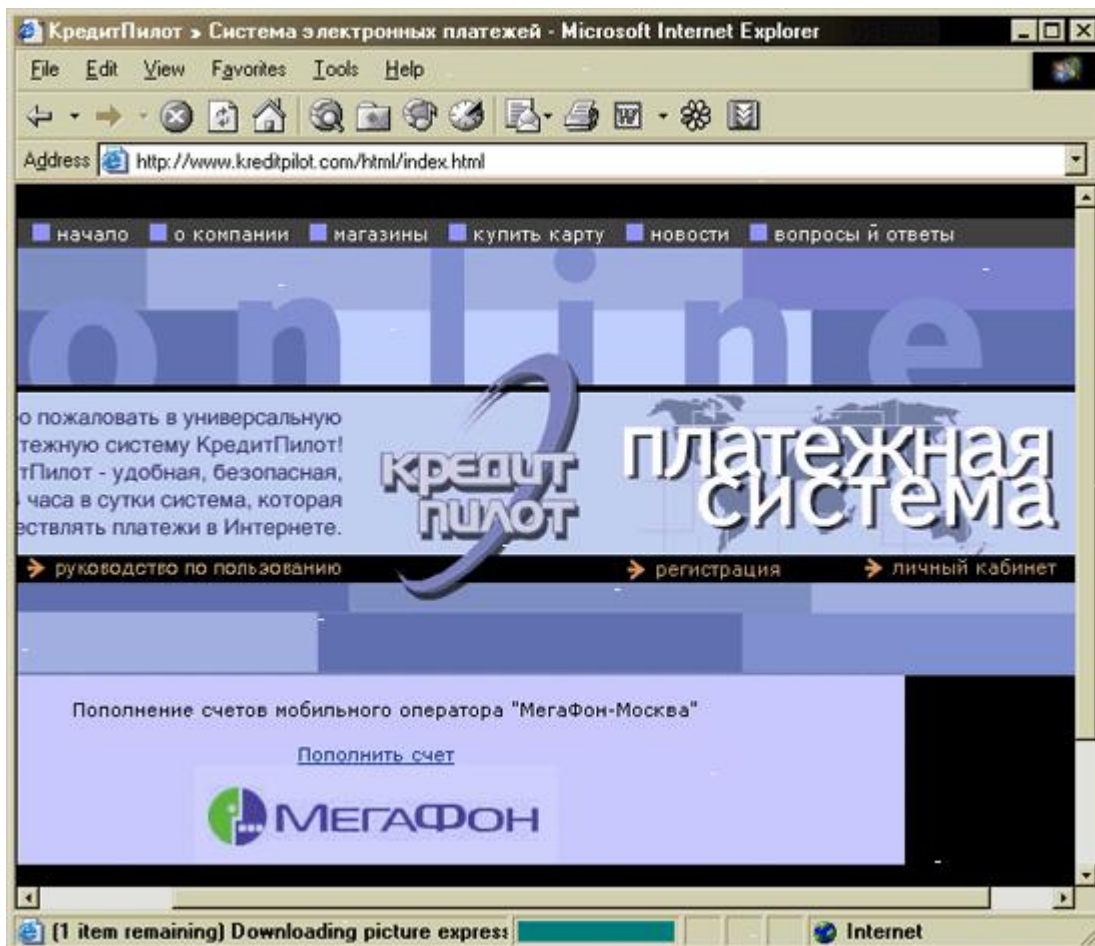 КредитПилот » Система электронных платежей - Microsoft Internet Explorer
File Edit View Favorites Tools Help
Address http://www.kreditpilot.com/html/index.html
начало о компании магазины купить карту новости вопросы и ответы
online
о пожаловать в универсальную
тежную систему КредитПилот!
тПилот - удобная, безопасная,
часа в сутки система, которая
ествлять платежи в Интернете.
кредит
пилот
платежная
система
руководство по пользованию регистрация личный кабинет
Пополнение счетов мобильного оператора "МегаФон-Москва"
Пополнить счет
МегаФон
(1 item remaining) Downloading picture express Internet